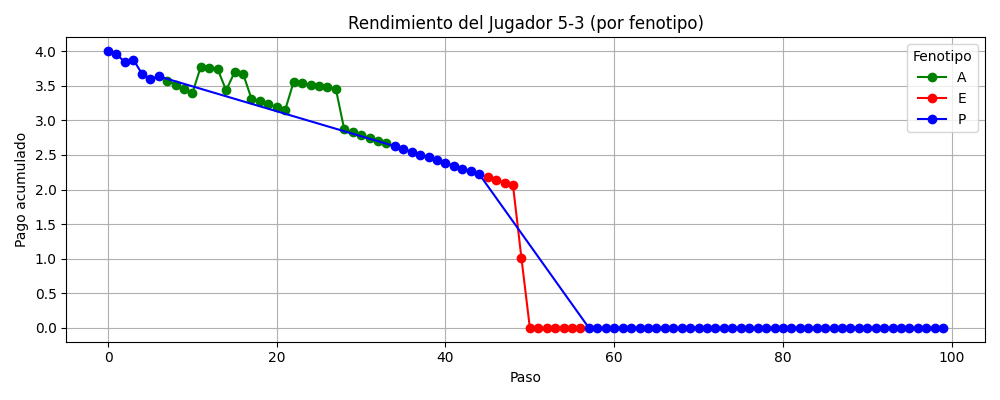 Rendimiento del Jugador 5-3 (por fenotipo)
Pago acumulado
4.0
3.5
3.0
2.5
2.0
1.5
1.0
0.5
0.0
Fenotipo
A
E
P
0 20 40 60 80 100
Paso